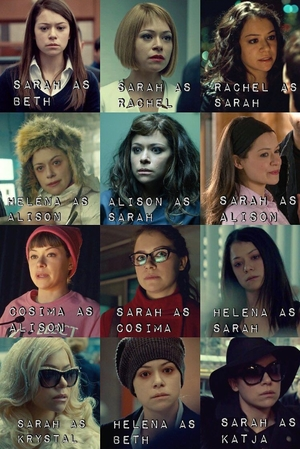 SARAH AS
BETH
SARAH AS
RACHEL
RACHEL AS
SARAH
HELENA AS
ALISON
ALISON AS
SARAH
SARAH AS
ALISON
COSIMA AS
ALISON
SARAH AS
COSIMA
HELENA AS
SARAH
SARAH AS
KRYSTAL
HELENA AS
BETH
SARAH AS
KATJA